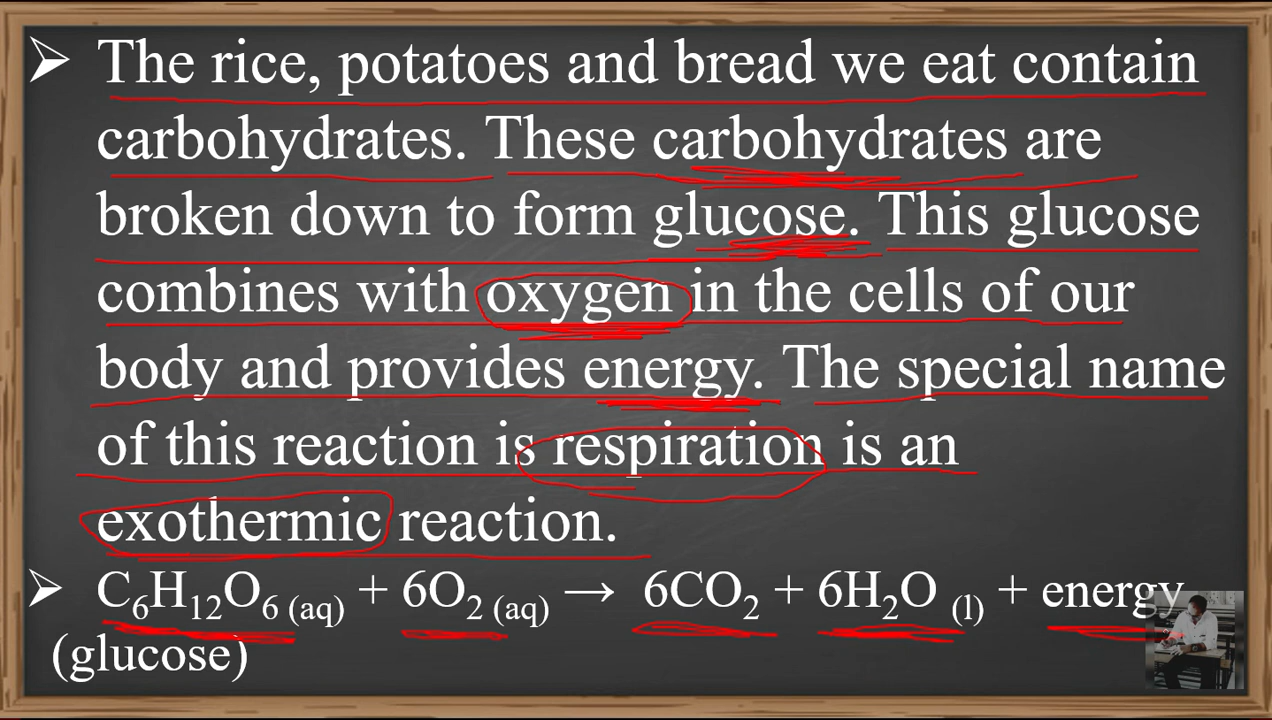 ➢ The rice, potatoes and bread we eat contain
carbohydrates. These carbohydrates are
broken down to form glucose. This glucose
combines with oxygen in the cells of our
body and provides energy. The special name
of this reaction is respiration is an
exothermic reaction.
➢ C₆H₁₂O₆ (aq) + 6O₂ (aq) → 6CO₂ + 6H₂O (l) + energy
(glucose)